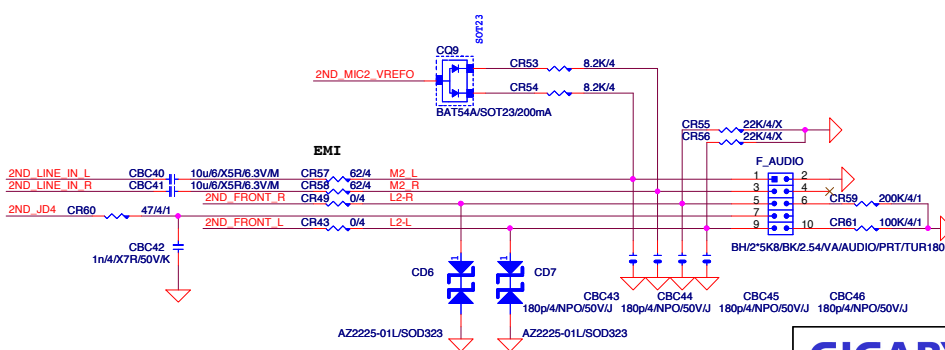 SOT23
CQ9
2ND_MIC2_VREFO
CR53 8.2K/4
CR54 8.2K/4
BAT54A/SOT23/200mA
CR55 22K/4/X
CR56 22K/4/X
EMI
F_AUDIO
2ND_LINE_IN_L CBC40 10u/6/X5R/6.3V/M CR57 62/4 M2_L 1 2
2ND_LINE_IN_R CBC41 10u/6/X5R/6.3V/M CR58 62/4 M2_R 3 4
2ND_FRONT_R CR49 0/4 L2-R 5 6 CR59 200K/4/1
2ND_JD4 CR60 47/4/1 7
2ND_FRONT_L CR43 0/4 L2-L 9 10 CR61 100K/4/1
BH/2*5K8/BK/2.54/VA/AUDIO/PRT/TUR180
CBC42
1n/4/X7R/50V/K
1 1
CD6 CD7
CBC43 CBC44 CBC45 CBC46
180p/4/NPO/50V/J 180p/4/NPO/50V/J 180p/4/NPO/50V/J 180p/4/NPO/50V/J
AZ2225-01L/SOD323 AZ2225-01L/SOD323